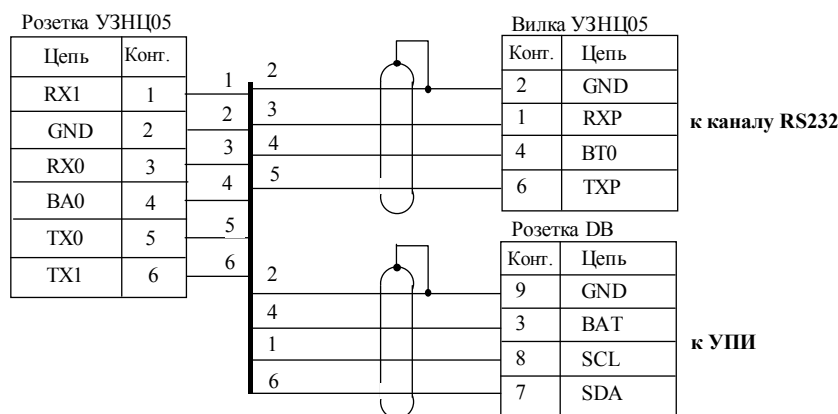 Розетка УЗНЦ05
Цепь Конт.
RX1 1
GND 2
RX0 3
BA0 4
TX0 5
TX1 6
1
2
3
4
5
6
2
3
4
5
2
4
1
6
Вилка УЗНЦ05
Конт. Цепь
2 GND
1 RXP
4 BT0
6 TXP
к каналу RS232
Розетка DB
Конт. Цепь
9 GND
3 BAT
8 SCL
7 SDA
к УПИ